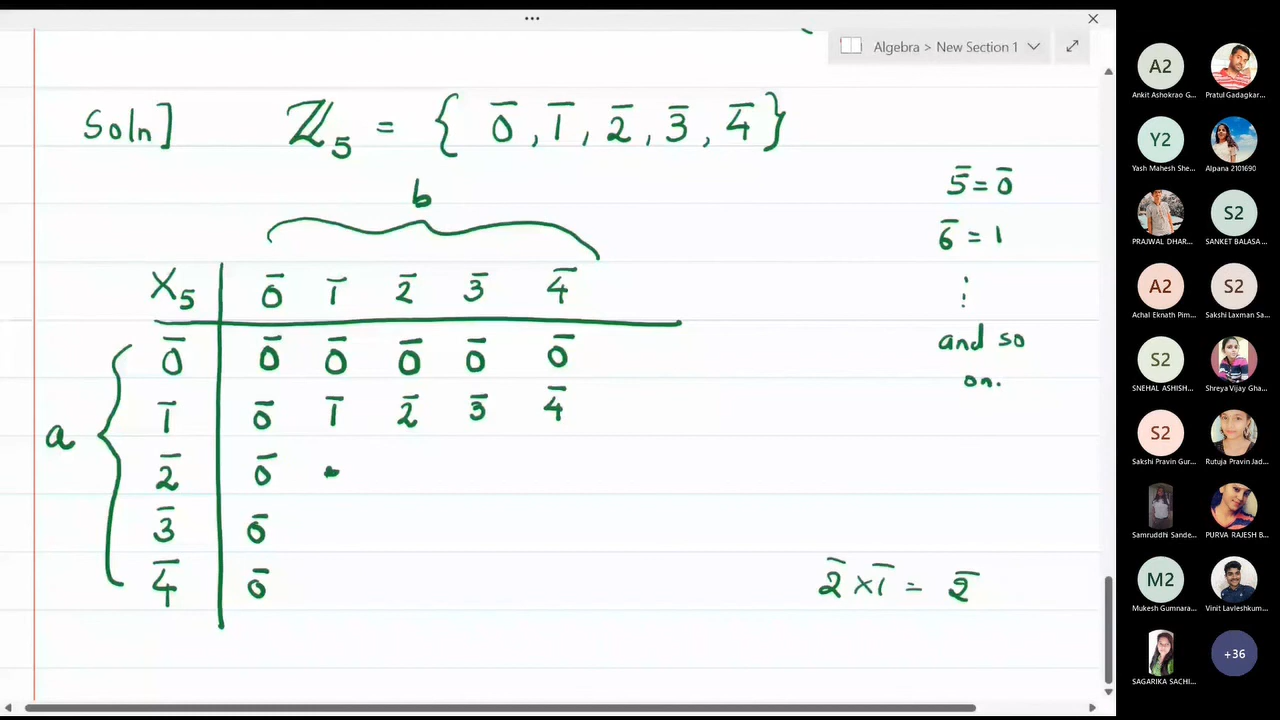 Algebra > New Section 1
Soln] ℤ₅ = { 0̅, 1̅, 2̅, 3̅, 4̅ }
b
5̅ = 0̅
6̅ = 1
⋮
and so
on.
X₅ 0̅ 1̅ 2̅ 3̅ 4̅
0̅ 0̅ 0̅ 0̅ 0̅ 0̅
1̅ 0̅ 1̅ 2̅ 3̅ 4̅
a
2̅ 0̅
3̅ 0̅
4̅ 0̅
2̅ × 1̅ = 2̅
A2
Ankit Ashokrao G...
Pratul Gadagkar...
Y2
Yash Mahesh She...
Alpana 2101690
PRAJWAL DHAR...
S2
SANKET BALASA...
A2
Achal Eknath Pim...
S2
Sakshi Laxman Sa...
S2
SNEHAL ASHISH...
Shreya Vijay Gha...
S2
Sakshi Pravin Gur...
Rutuja Pravin Jad...
Samruddhi Sande...
PURVA RAJESH B...
M2
Mukesh Gumnara...
Vinit Lavleshkum...
SAGARIKA SACHI...
+36